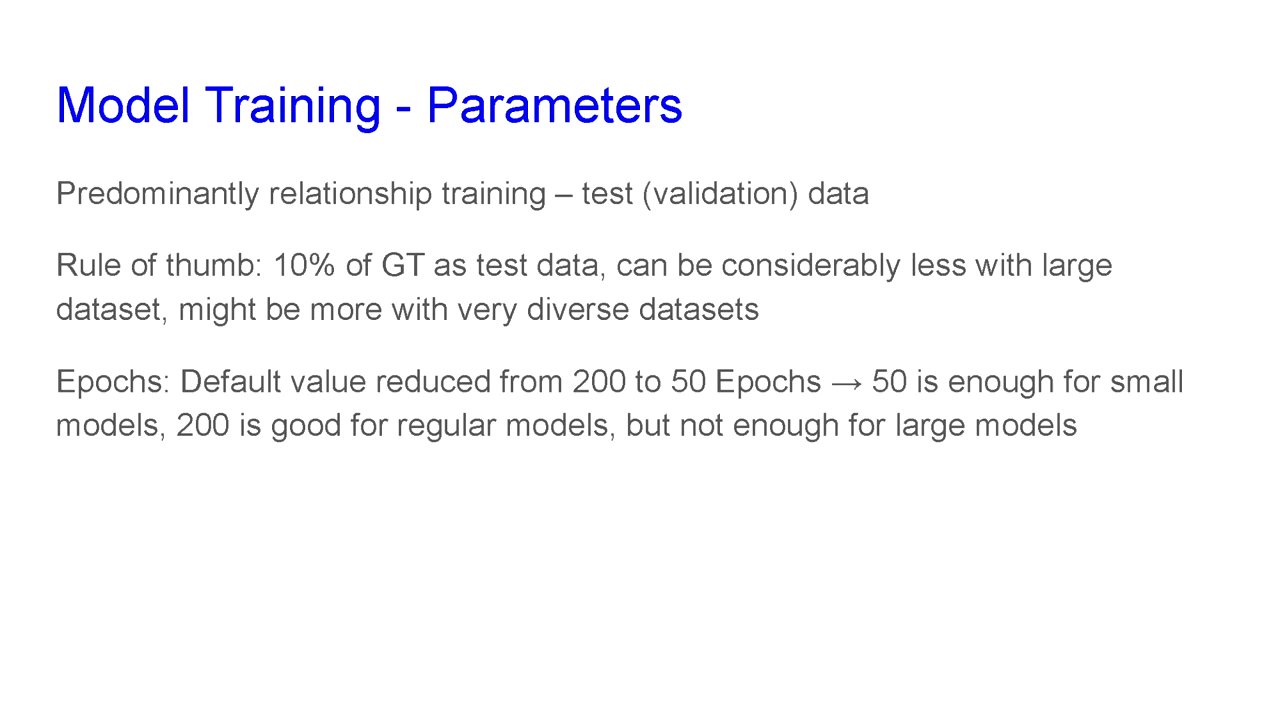 Model Training - Parameters
Predominantly relationship training – test (validation) data
Rule of thumb: 10% of GT as test data, can be considerably less with large
dataset, might be more with very diverse datasets
Epochs: Default value reduced from 200 to 50 Epochs → 50 is enough for small
models, 200 is good for regular models, but not enough for large models